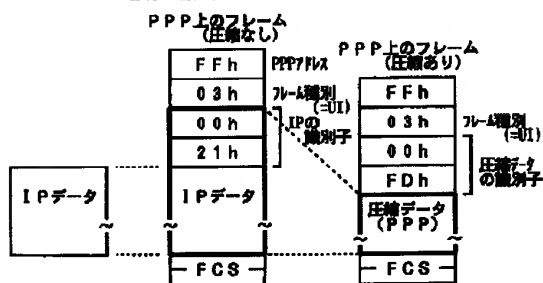 PPP上のフレーム
(圧縮なし)
FFh
PPPアドレス
03h
フレーム種別
(=UI)
00h
IPの
識別子
21h
IPデータ
IPデータ
FCS
PPP上のフレーム
(圧縮あり)
FFh
03h
フレーム種別
(=UI)
00h
圧縮データ
の識別子
FDh
圧縮データ
(PPP)
FCS